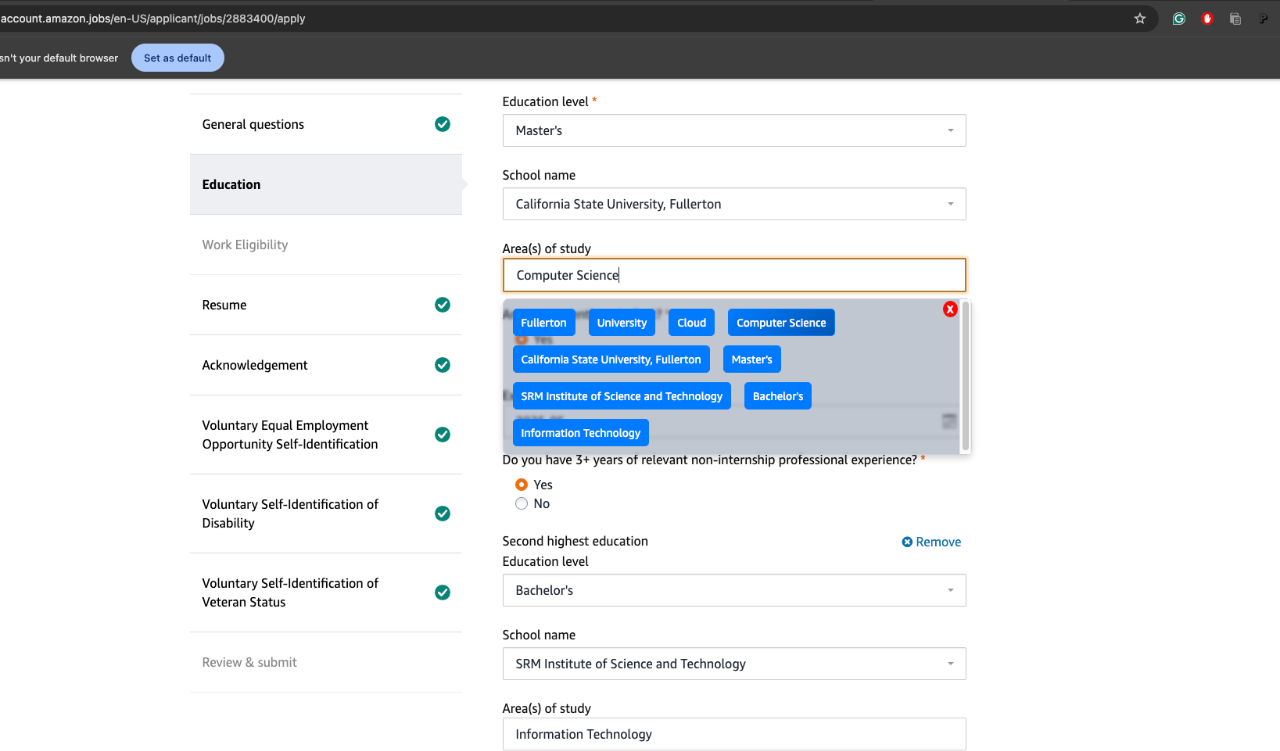 account.amazon.jobs/en-US/applicant/jobs/2883400/apply
sn't your default browser
Set as default
General questions
Education
Work Eligibility
Resume
Acknowledgement
Voluntary Equal Employment
Opportunity Self-Identification
Voluntary Self-Identification of
Disability
Voluntary Self-Identification of
Veteran Status
Review & submit
Education level *
Master's
School name
California State University, Fullerton
Area(s) of study
Computer Science
X
Fullerton University Cloud Computer Science
Yes
California State University, Fullerton Master's
SRM Institute of Science and Technology Bachelor's
Information Technology
Do you have 3+ years of relevant non-internship professional experience? *
Yes
No
Second highest education
Remove
Education level
Bachelor's
School name
SRM Institute of Science and Technology
Area(s) of study
Information Technology